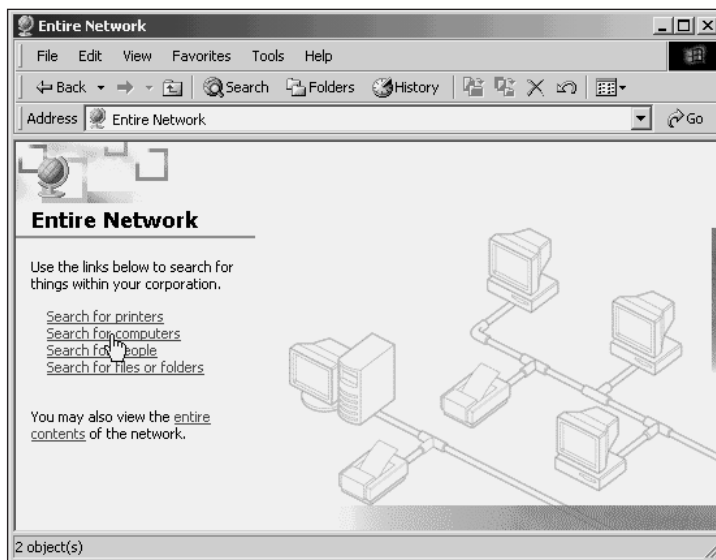 Entire Network
File Edit View Favorites Tools Help
Back Search Folders History
Address Entire Network Go
Entire Network
Use the links below to search for
things within your corporation.
Search for printers
Search for computers
Search for people
Search for files or folders
You may also view the entire
contents of the network.
2 object(s)